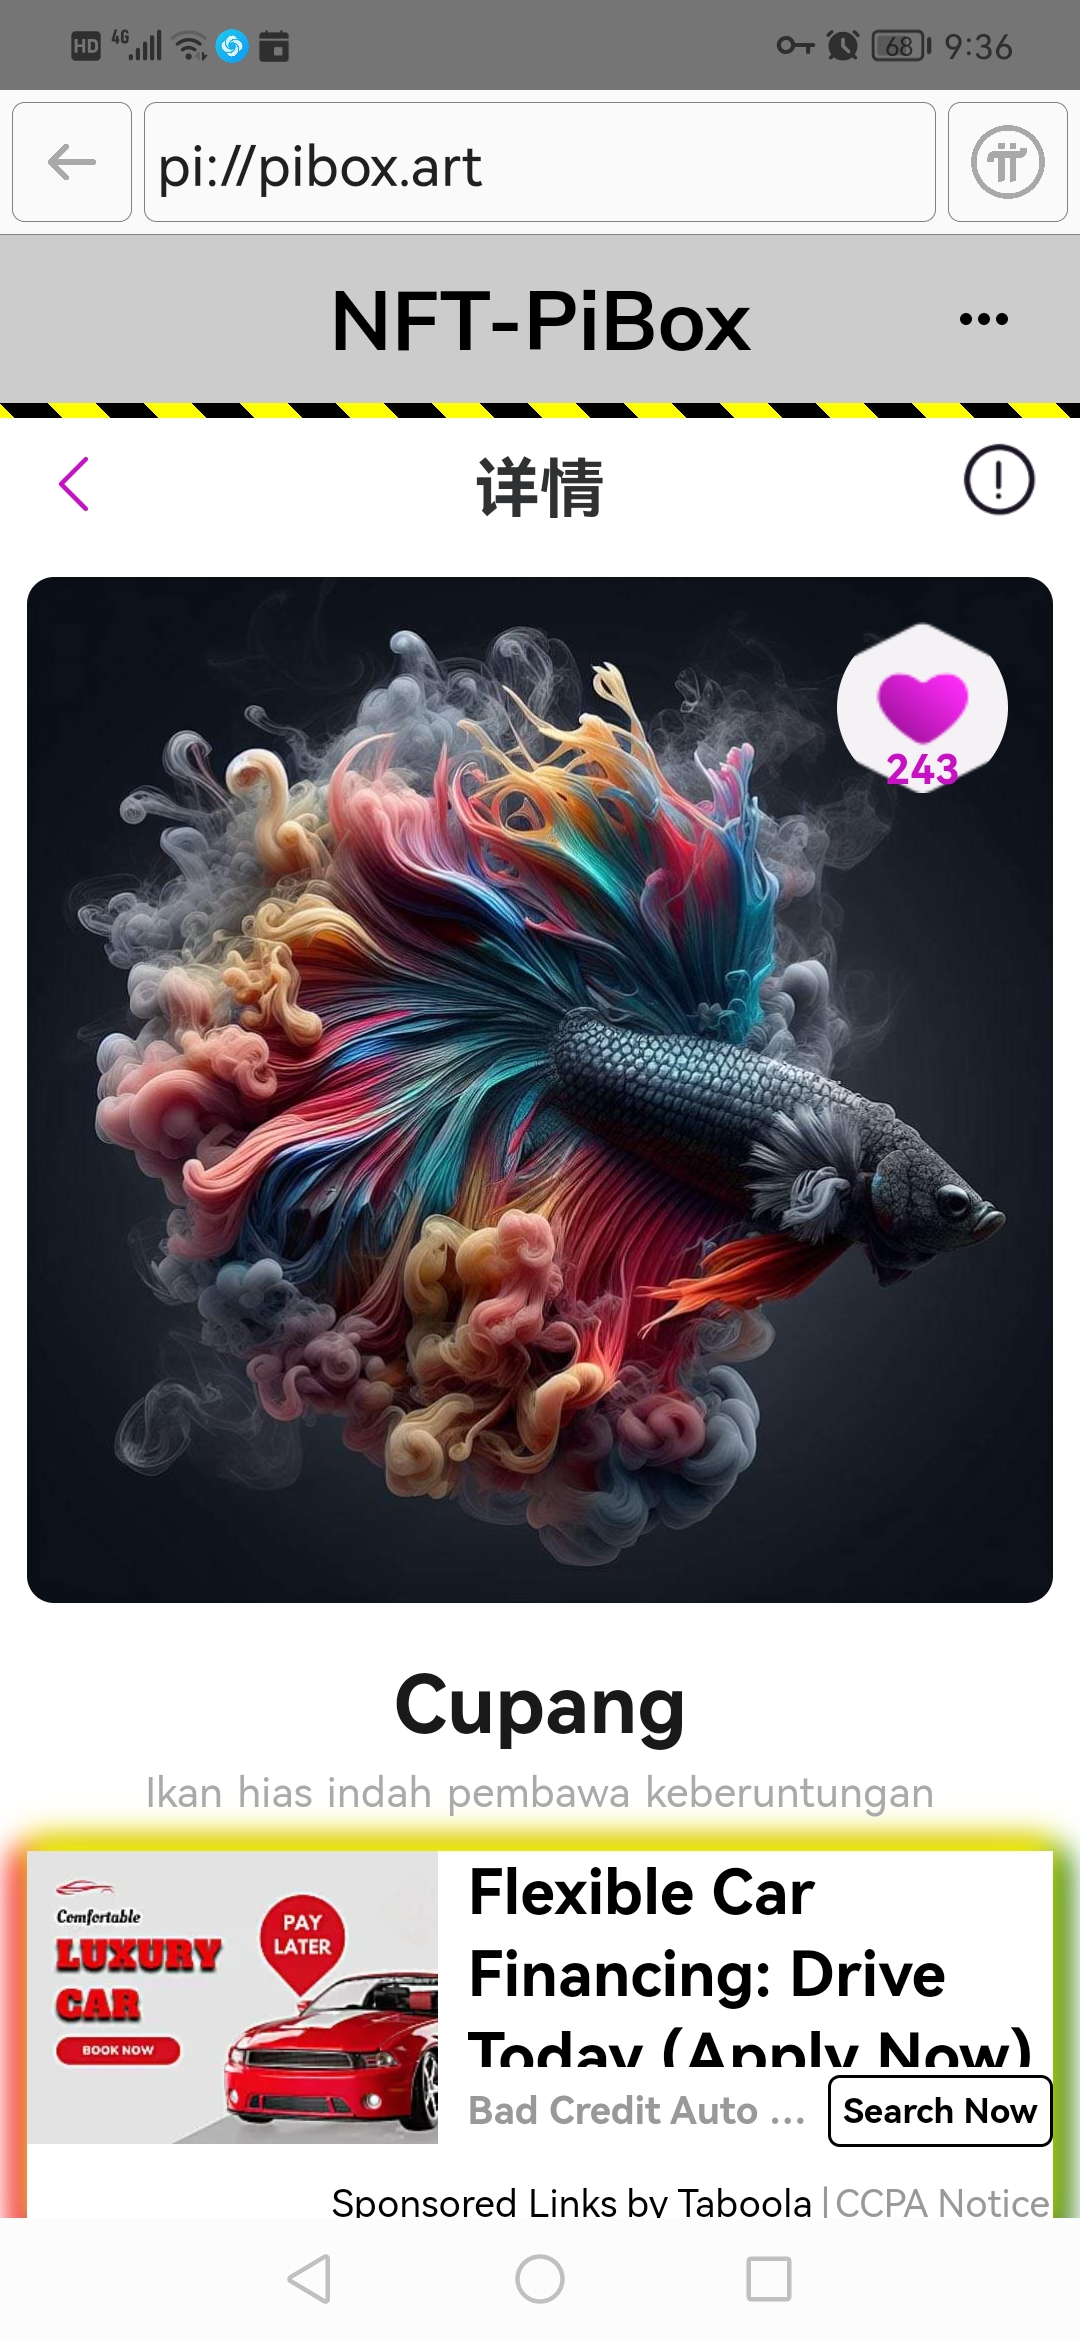 HD 4G 68 9:36
pi://pibox.art
NFT-PiBox
详情
243
Cupang
Ikan hias indah pembawa keberuntungan
Comfortable
LUXURY
CAR
BOOK NOW
PAY
LATER
Flexible Car
Financing: Drive
Today (Apply Now)
Bad Credit Auto ...
Search Now
Sponsored Links by Taboola | CCPA Notice